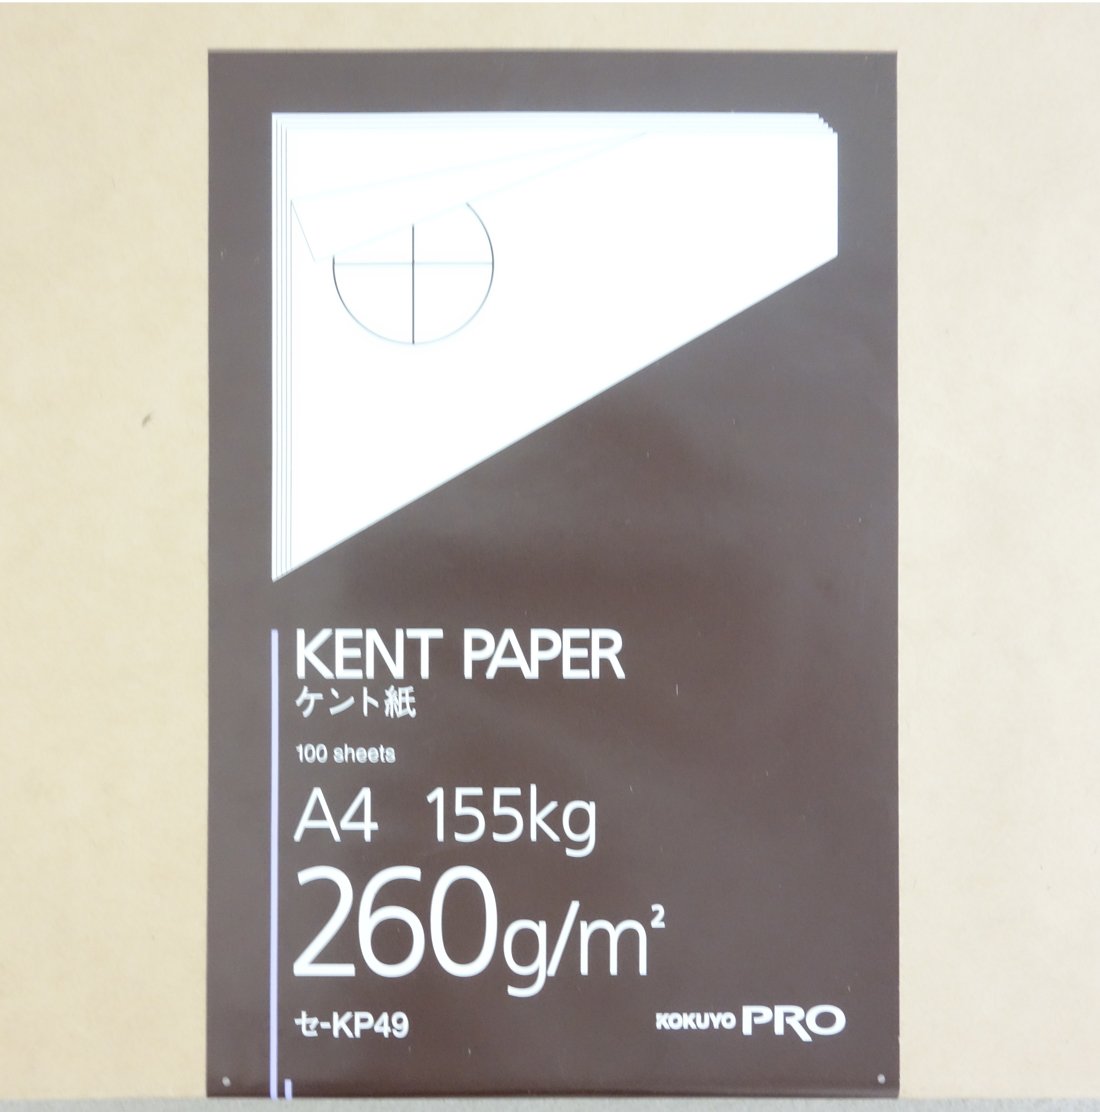 KENT PAPER
ケント紙
100 sheets
A4 155kg
260g/m²
セ-KP49
KOKUYO PRO